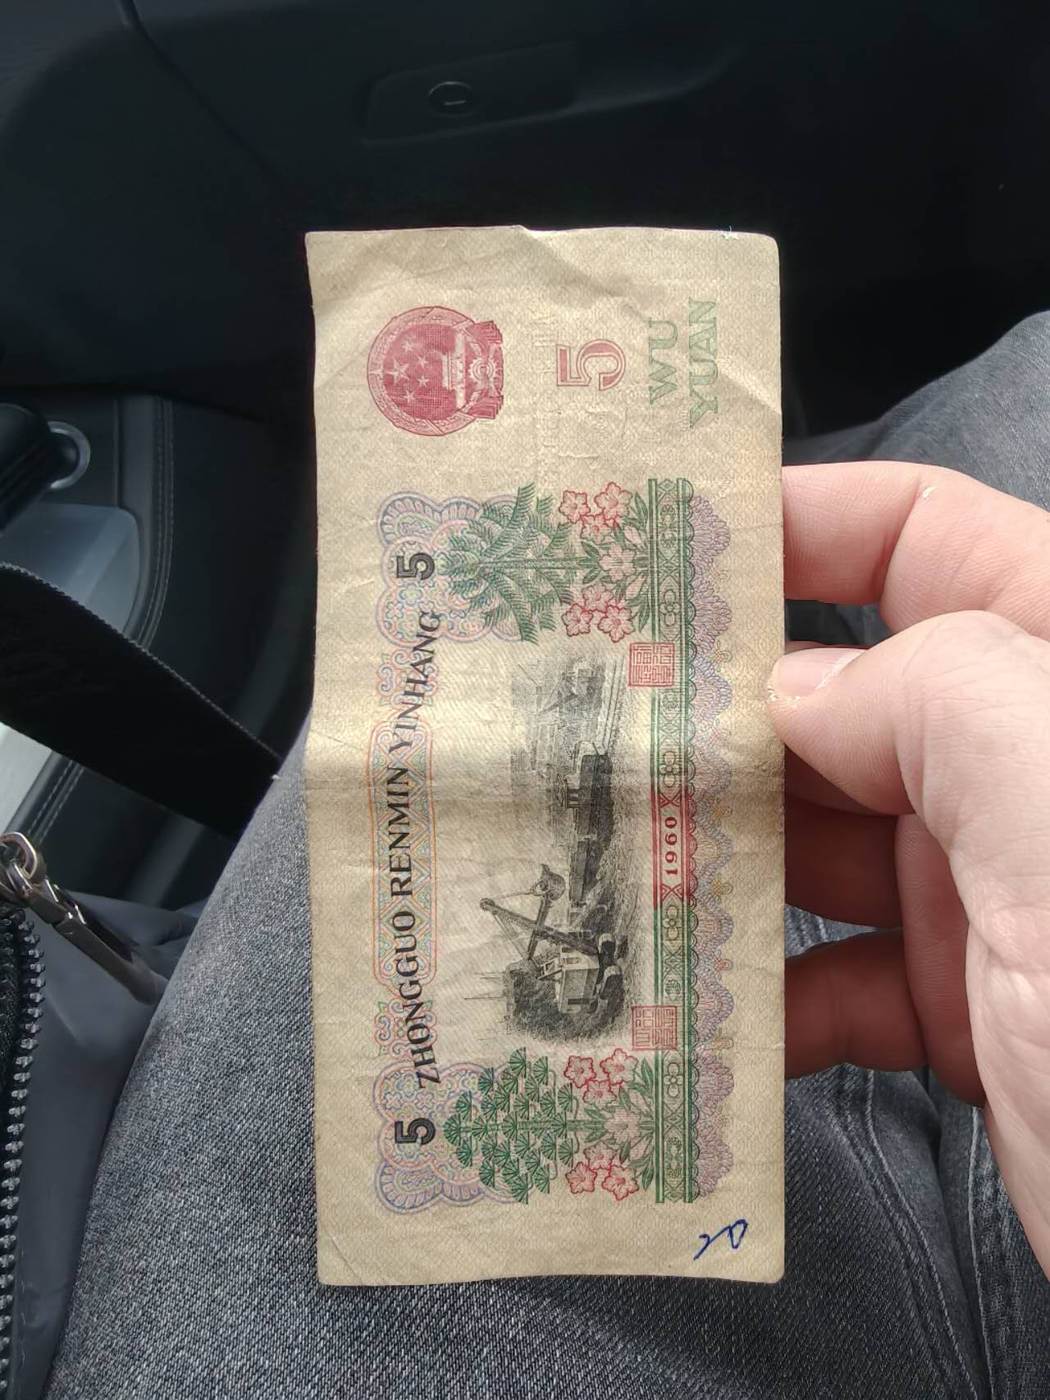 5 ZHONGGUO RENMIN YINHANG 5
5
WU
YUAN
1960